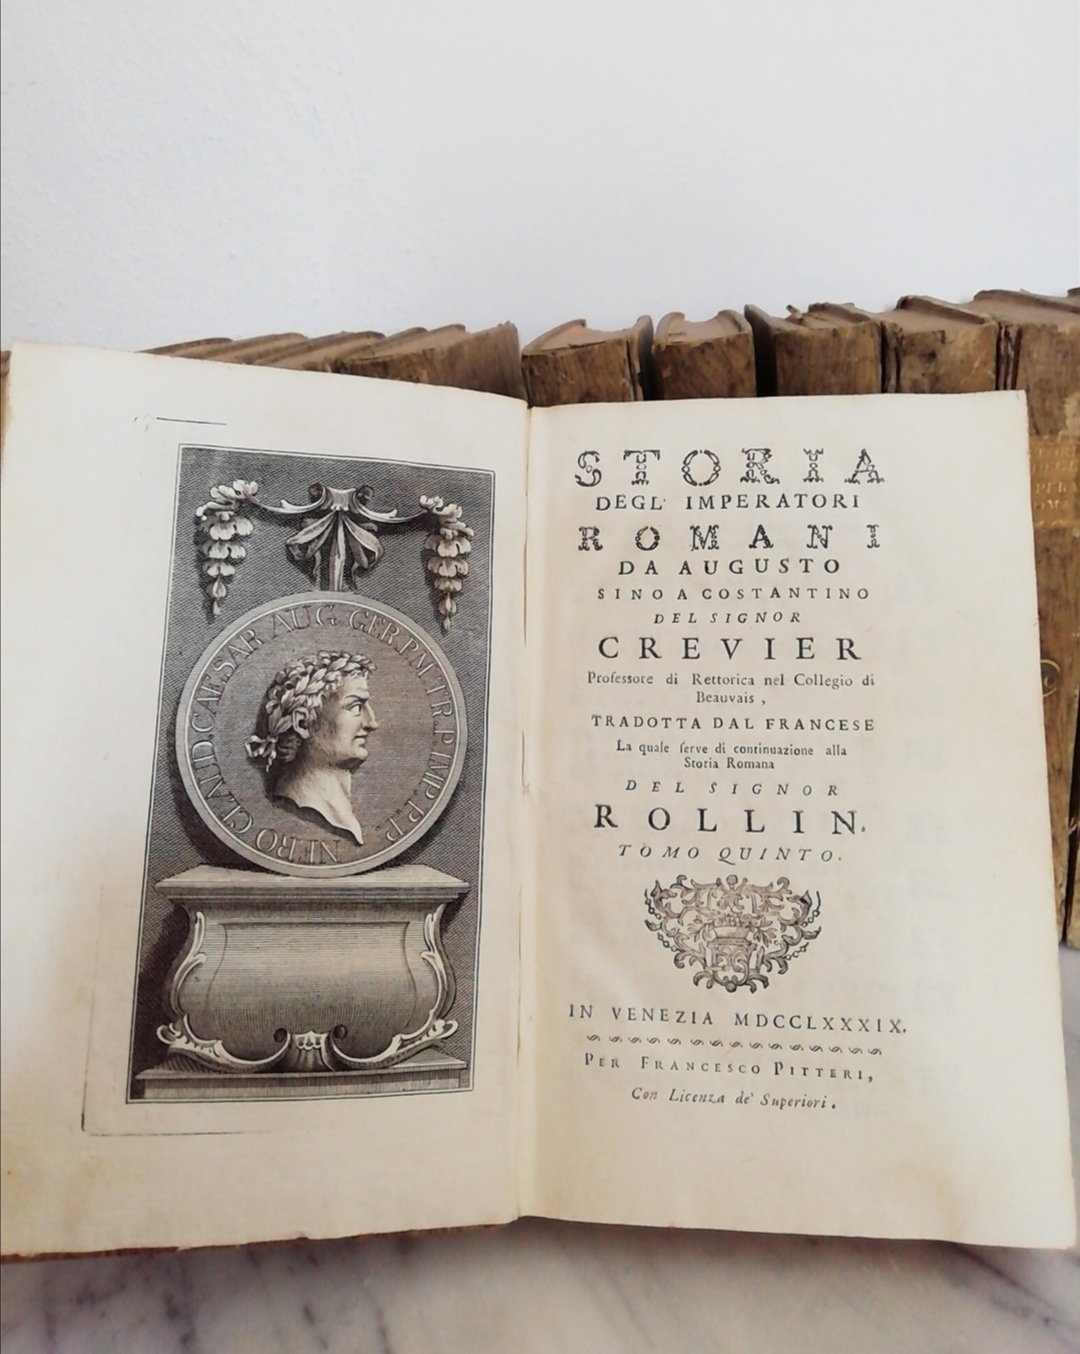 NERO CLAUD. CAESAR AUG. GER. P. M. TR. P. IMP. P. P.
STORIA
DEGL' IMPERATORI
ROMANI
DA AUGUSTO
SINO A COSTANTINO
DEL SIGNOR
CREVIER
Professore di Rettorica nel Collegio di
Beauvais,
TRADOTTA DAL FRANCESE
La quale ſerve di continuazione alla
Storia Romana
DEL SIGNOR
ROLLIN.
TOMO QUINTO.
IN VENEZIA MDCCLXXXIX.
PER FRANCESCO PITTERI,
Con Licenza de' Superiori.